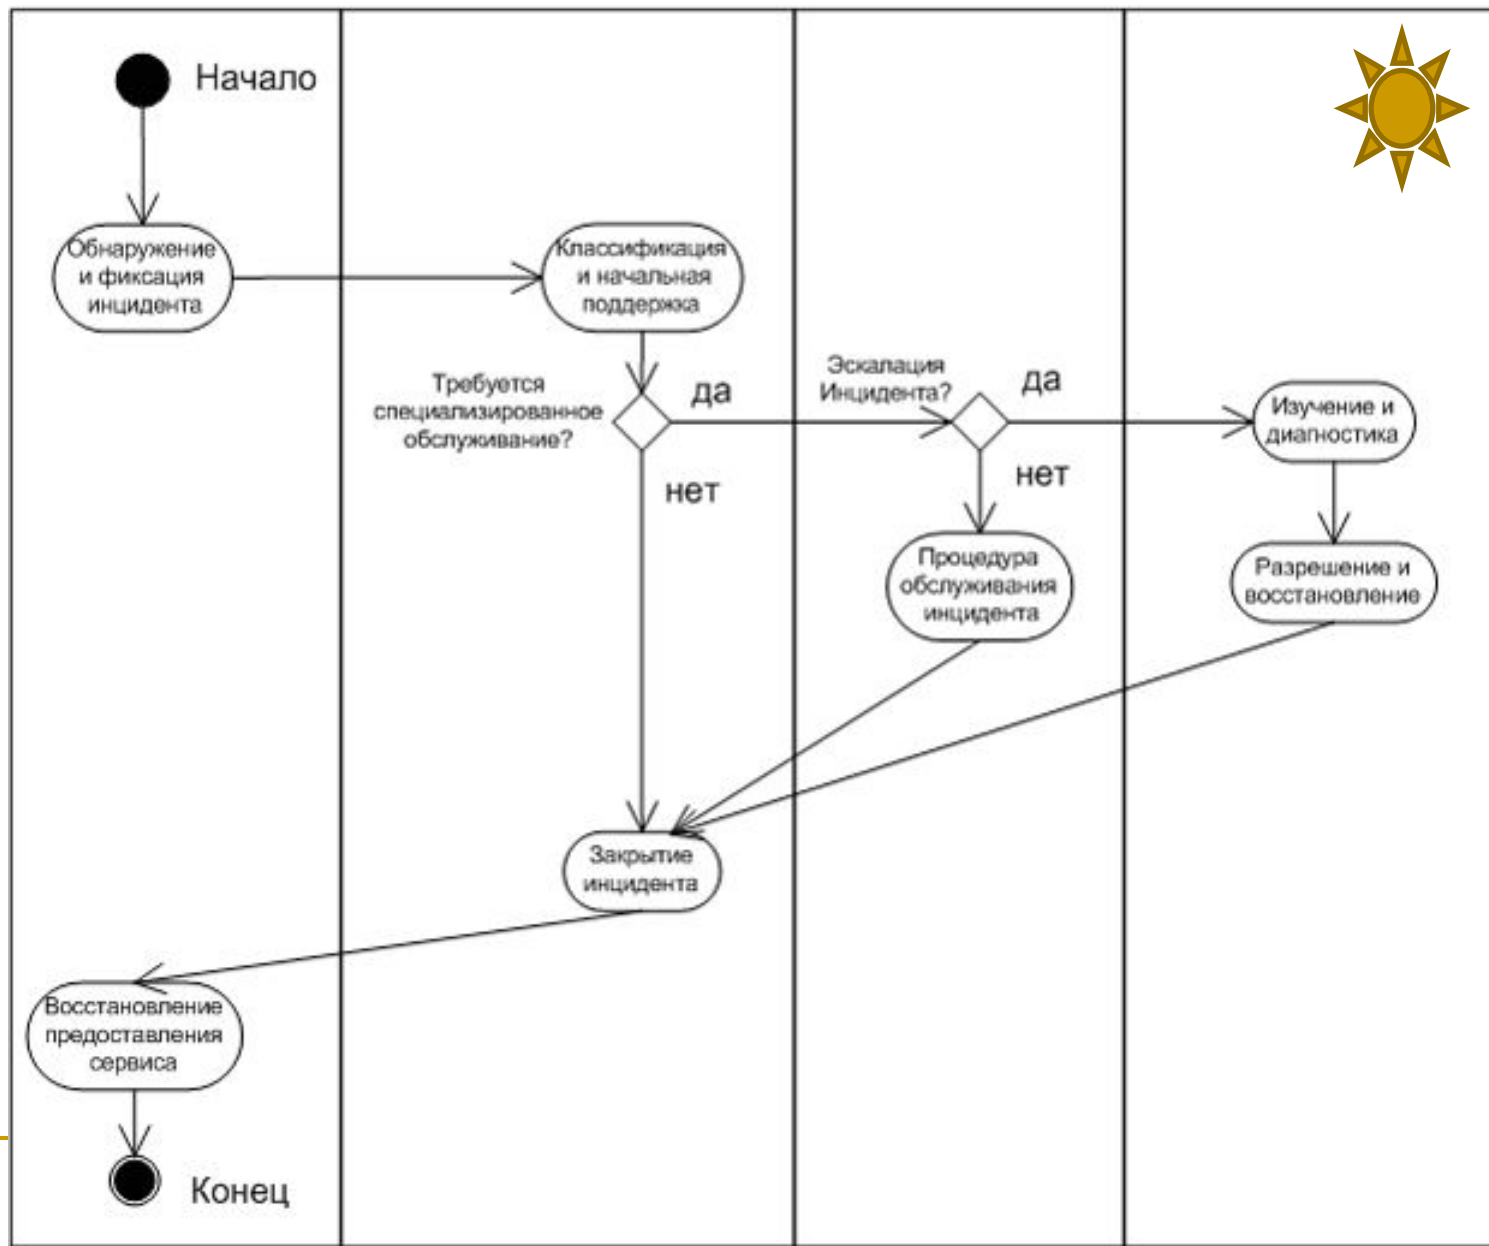 Начало
Обнаружение
и фиксация
инцидента
Классификация
и начальная
поддержка
Требуется
специализированное
обслуживание?
да
нет
Эскалация
Инцидента?
да
нет
Изучение и
диагностика
Процедура
обслуживания
инцидента
Разрешение и
восстановление
Закрытие
инцидента
Восстановление
предоставления
сервиса
Конец